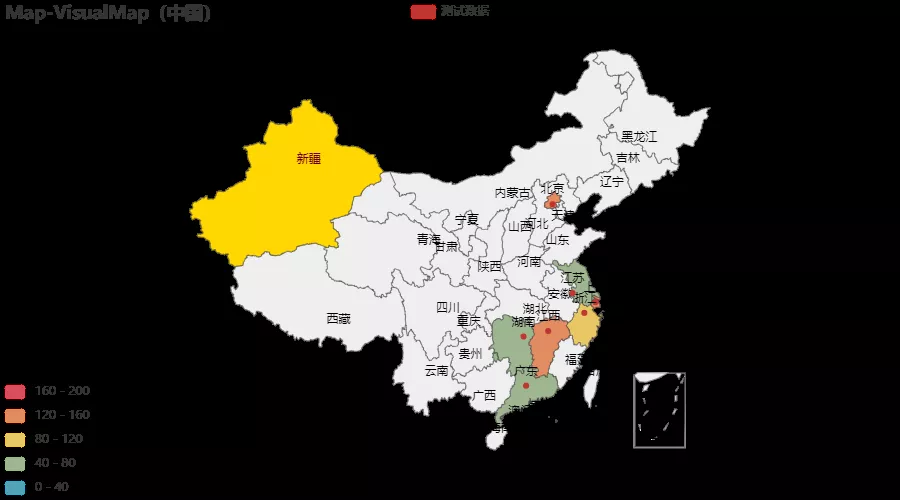 Map-VisualMap（中国）
测试数据
黑龙江
吉林
辽宁
新疆
内蒙古
北京
天津
宁夏
山西
河北
青海
甘肃
山东
陕西
河南
江苏
安徽
浙江
四川
湖北
西藏
重庆
湖南
江西
贵州
福建
云南
广东
广西
160 - 200
120 - 160
80 - 120
40 - 80
0 - 40